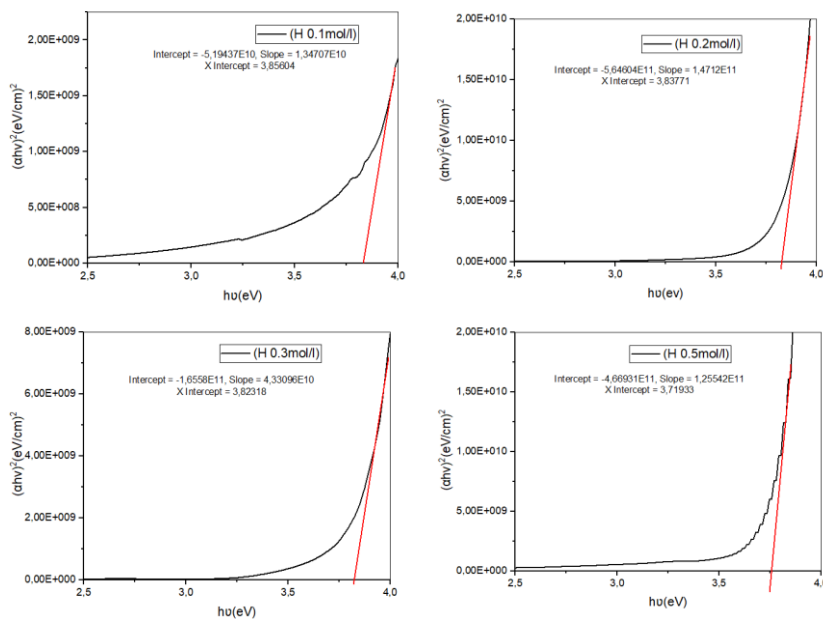 (H 0.1mol/l)
Intercept = -5,19437E10, Slope = 1,34707E10
X Intercept = 3,85604
2,00E+009
1,50E+009
1,00E+009
5,00E+008
0,00E+000
(αhν)²(eV/cm)²
2,5 3,0 3,5 4,0
hυ(eV)
(H 0.2mol/l)
Intercept = -5,64604E11, Slope = 1,4712E11
X Intercept = 3,83771
2,00E+010
1,50E+010
1,00E+010
5,00E+009
0,00E+000
(αhν)²(eV/cm)²
2,5 3,0 3,5 4,0
hυ(eV)
(H 0.3mol/l)
Intercept = -1,6558E11, Slope = 4,33096E10
X Intercept = 3,82318
8,00E+009
6,00E+009
4,00E+009
2,00E+009
0,00E+000
(αhν)²(eV/cm)²
2,5 3,0 3,5 4,0
hυ(eV)
(H 0.5mol/l)
Intercept = -4,66931E11, Slope = 1,25542E11
X Intercept = 3,71933
2,00E+010
1,50E+010
1,00E+010
5,00E+009
0,00E+000
(αhν)²(eV/cm)²
2,5 3,0 3,5 4,0
hυ(eV)